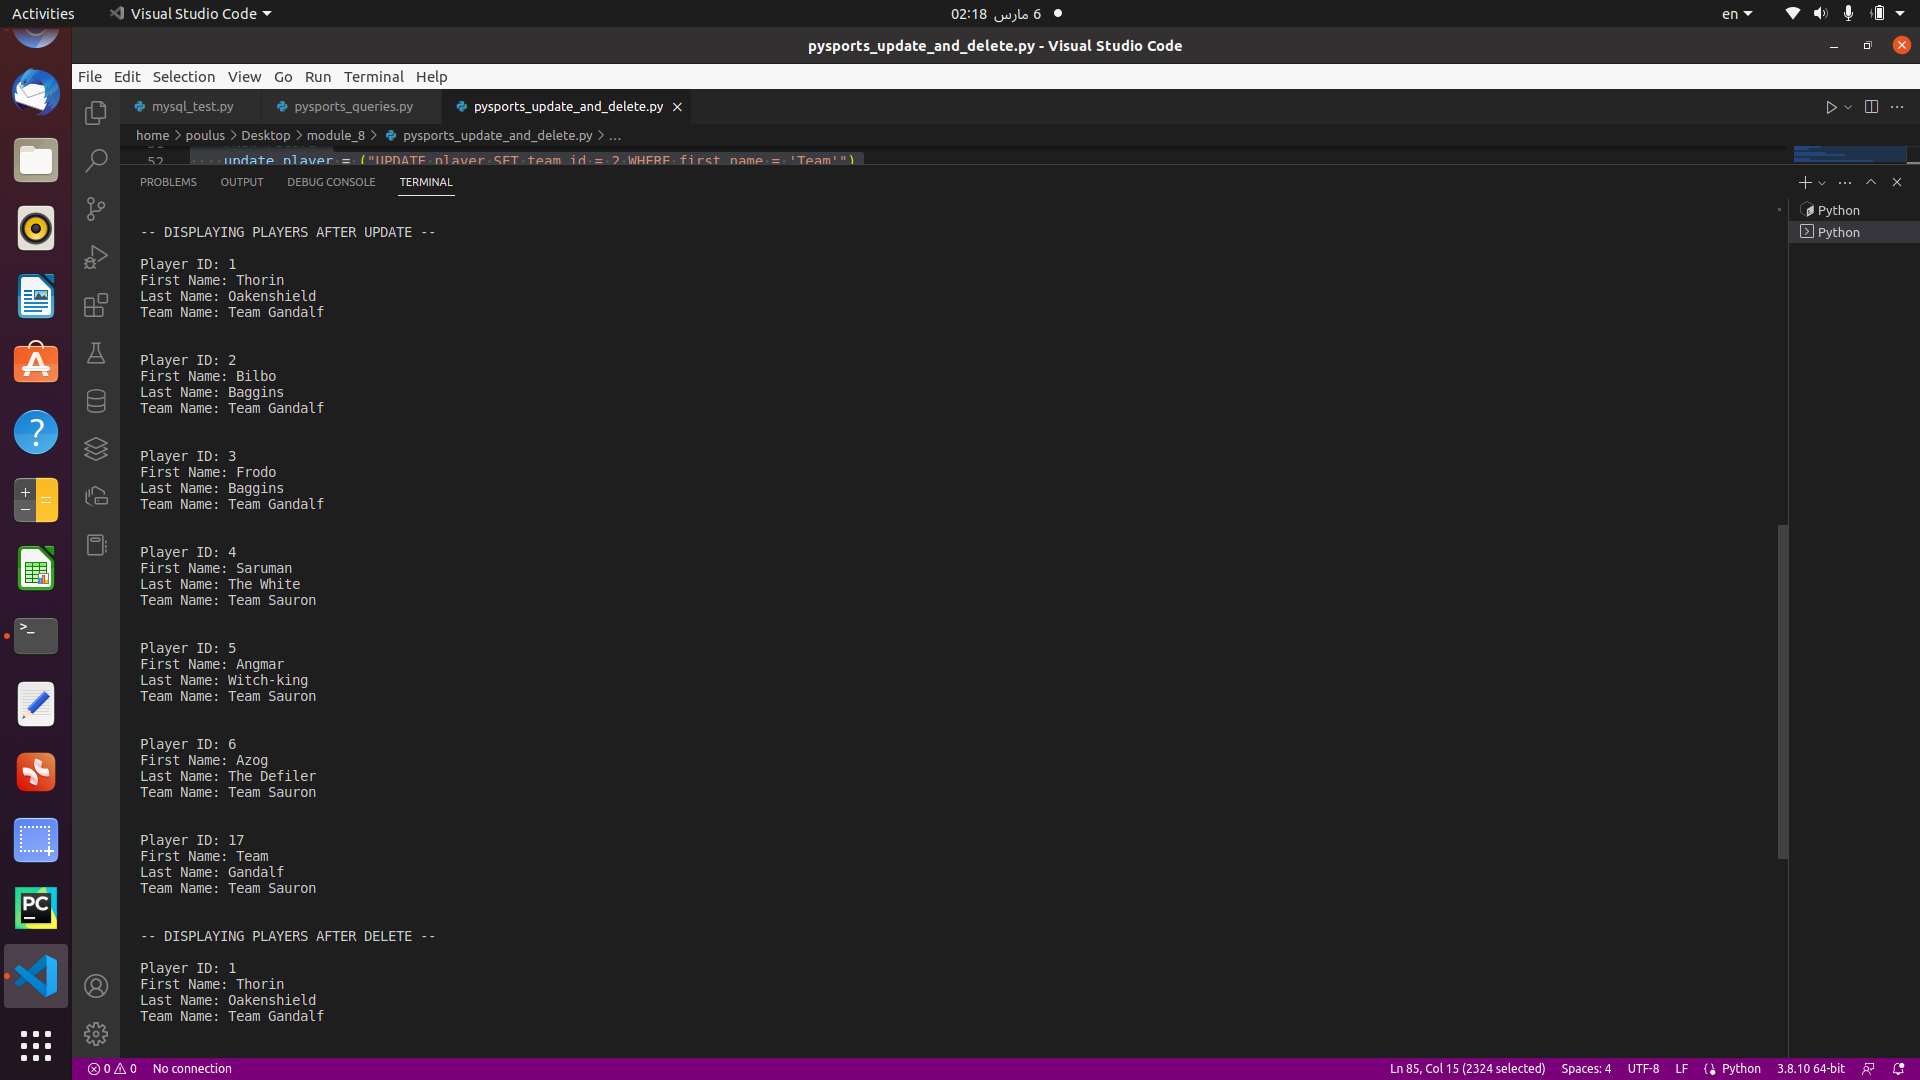 Activities
Visual Studio Code
02:18 6 مارس
en
pysports_update_and_delete.py - Visual Studio Code
File Edit Selection View Go Run Terminal Help
mysql_test.py
pysports_queries.py
pysports_update_and_delete.py
home > poulus > Desktop > module_8 > pysports_update_and_delete.py > ...
52 update_player = ("UPDATE player SET team_id = 2 WHERE first_name = 'Team'")
PROBLEMS OUTPUT DEBUG CONSOLE TERMINAL
Python
Python
-- DISPLAYING PLAYERS AFTER UPDATE --
Player ID: 1
First Name: Thorin
Last Name: Oakenshield
Team Name: Team Gandalf
Player ID: 2
First Name: Bilbo
Last Name: Baggins
Team Name: Team Gandalf
Player ID: 3
First Name: Frodo
Last Name: Baggins
Team Name: Team Gandalf
Player ID: 4
First Name: Saruman
Last Name: The White
Team Name: Team Sauron
Player ID: 5
First Name: Angmar
Last Name: Witch-king
Team Name: Team Sauron
Player ID: 6
First Name: Azog
Last Name: The Defiler
Team Name: Team Sauron
Player ID: 17
First Name: Team
Last Name: Gandalf
Team Name: Team Sauron
-- DISPLAYING PLAYERS AFTER DELETE --
Player ID: 1
First Name: Thorin
Last Name: Oakenshield
Team Name: Team Gandalf
0 0 No connection
Ln 85, Col 15 (2324 selected) Spaces: 4 UTF-8 LF Python 3.8.10 64-bit